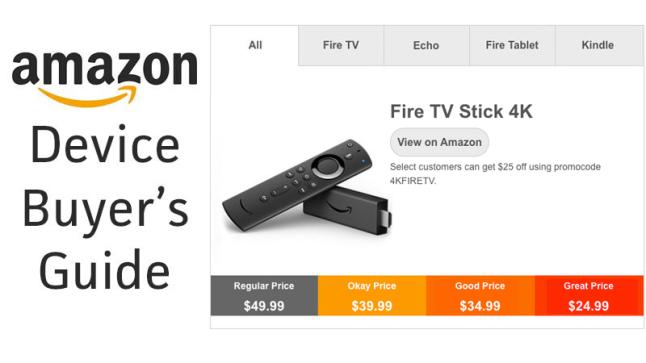 amazon
Device
Buyer's
Guide
All
Fire TV
Echo
Fire Tablet
Kindle
Fire TV Stick 4K
View on Amazon
Select customers can get $25 off using promocode
4KFIRETV.
Regular Price
$49.99
Okay Price
$39.99
Good Price
$34.99
Great Price
$24.99